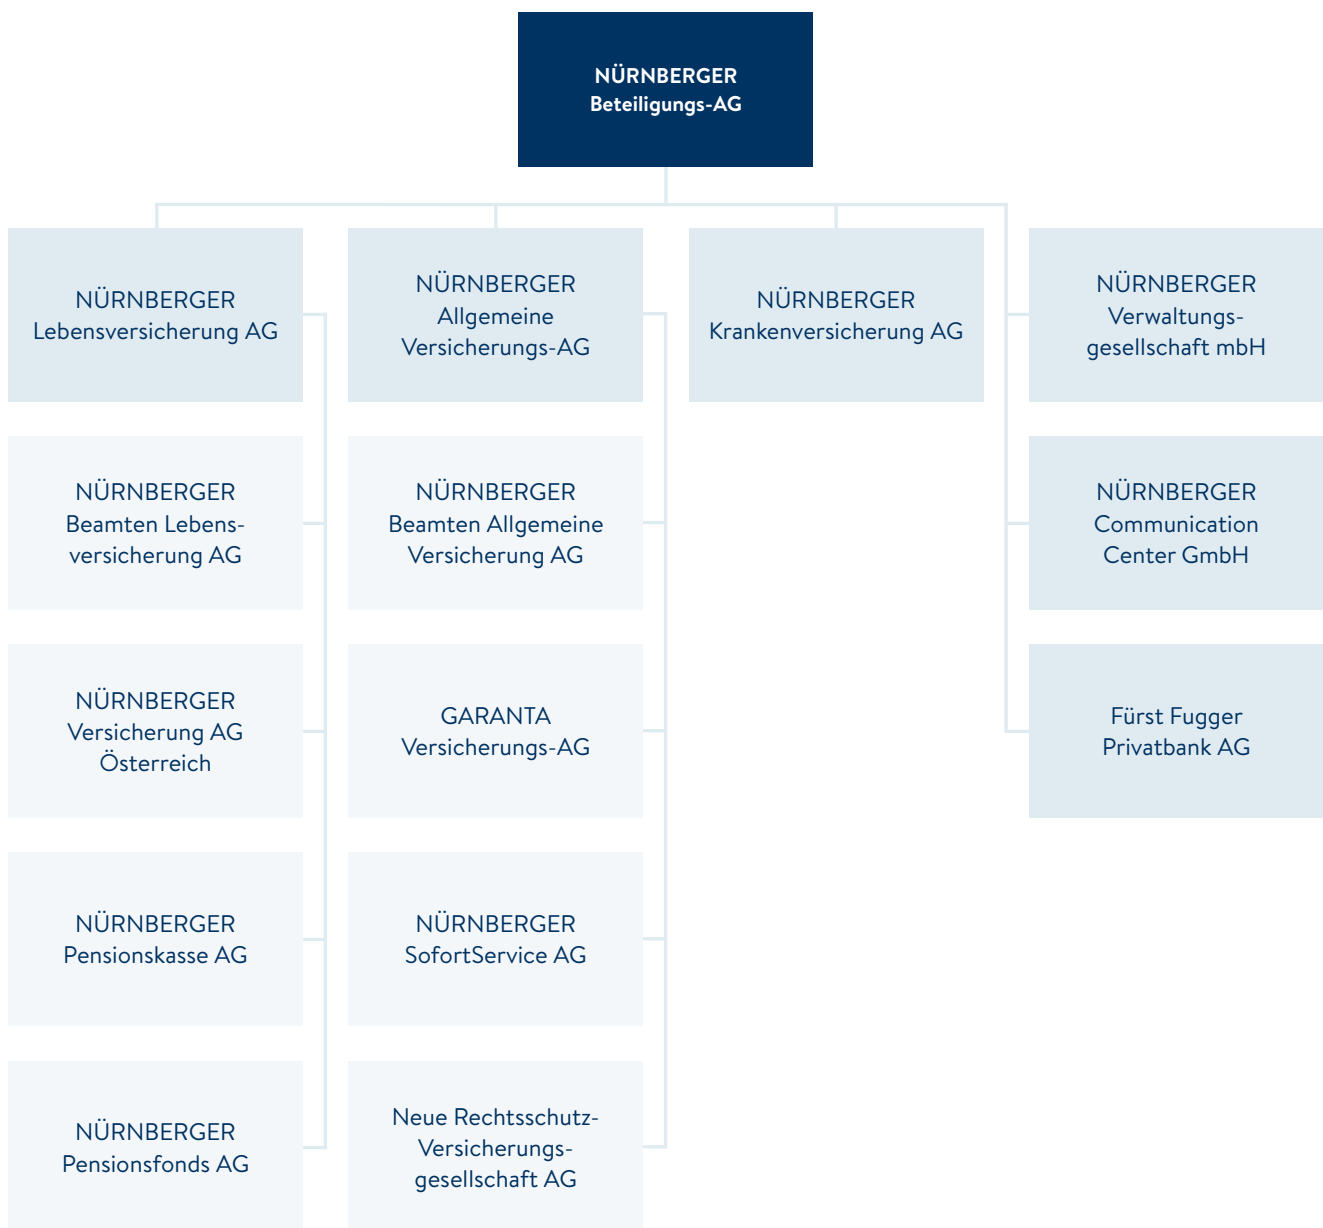 NÜRNBERGER
Beteiligungs-AG
NÜRNBERGER
Lebensversicherung AG
NÜRNBERGER
Allgemeine
Versicherungs-AG
NÜRNBERGER
Krankenversicherung AG
NÜRNBERGER
Verwaltungs-
gesellschaft mbH
NÜRNBERGER
Beamten Lebens-
versicherung AG
NÜRNBERGER
Beamten Allgemeine
Versicherung AG
NÜRNBERGER
Communication
Center GmbH
NÜRNBERGER
Versicherung AG
Österreich
GARANTA
Versicherungs-AG
Fürst Fugger
Privatbank AG
NÜRNBERGER
Pensionskasse AG
NÜRNBERGER
SofortService AG
NÜRNBERGER
Pensionsfonds AG
Neue Rechtsschutz-
Versicherungs-
gesellschaft AG